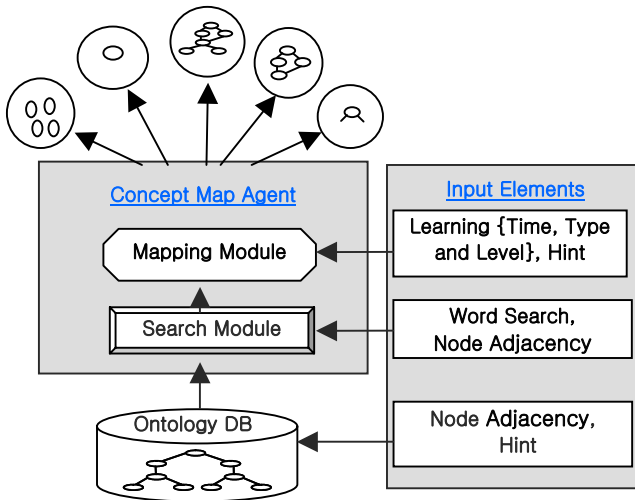 Concept Map Agent
Mapping Module
Search Module
Ontology DB
Input Elements
Learning {Time, Type
and Level}, Hint
Word Search,
Node Adjacency
Node Adjacency,
Hint